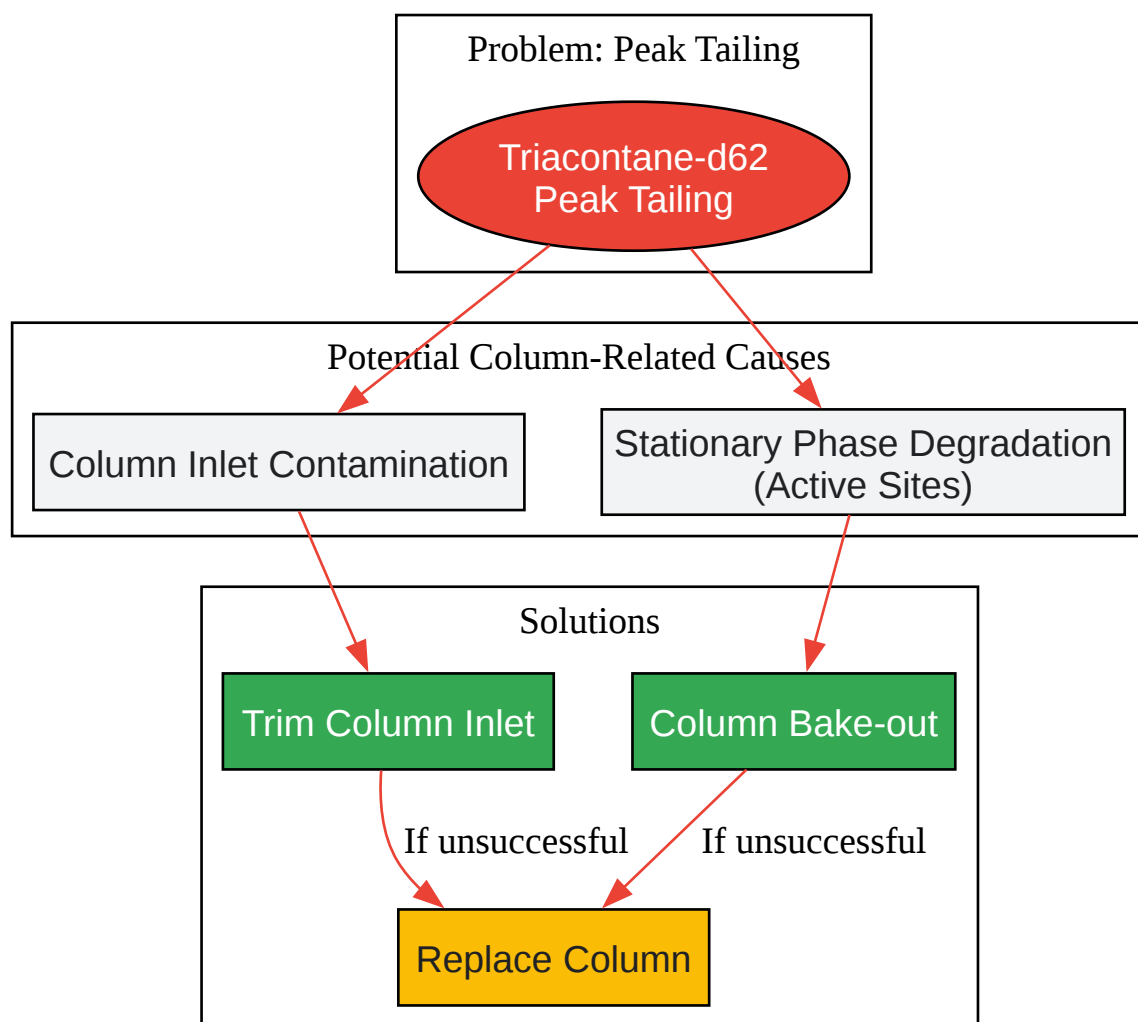 Problem: Peak Tailing
Triacontane-d62
Peak Tailing
Potential Column-Related Causes
Column Inlet Contamination
Stationary Phase Degradation
(Active Sites)
Solutions
Trim Column Inlet
Column Bake-out
If unsuccessful
If unsuccessful
Replace Column